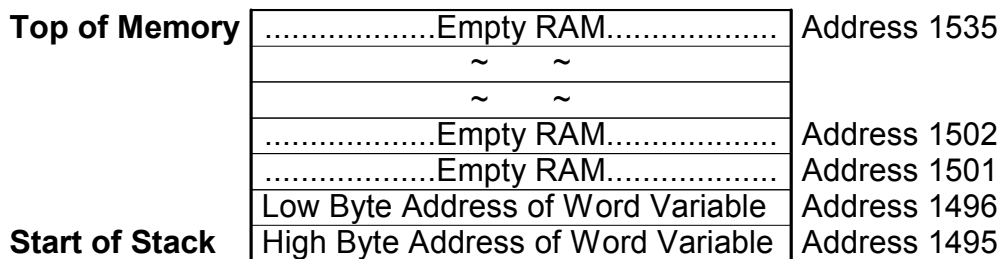 Top of Memory ...................Empty RAM................... Address 1535
~ ~
~ ~
...................Empty RAM................... Address 1502
...................Empty RAM................... Address 1501
Low Byte Address of Word Variable Address 1496
Start of Stack High Byte Address of Word Variable Address 1495